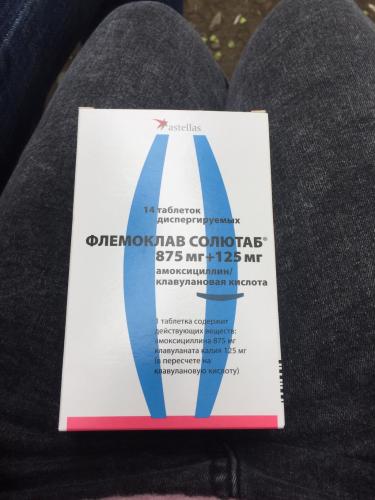 astellas
14 таблеток
диспергируемых
ФЛЕМОКЛАВ СОЛЮТАБ®
875 мг+125 мг
амоксициллин/
клавулановая кислота
1 таблетка содержит
действующих веществ:
амоксициллина 875 мг
клавуланата калия 125 мг
(в пересчете на
клавулановую кислоту)